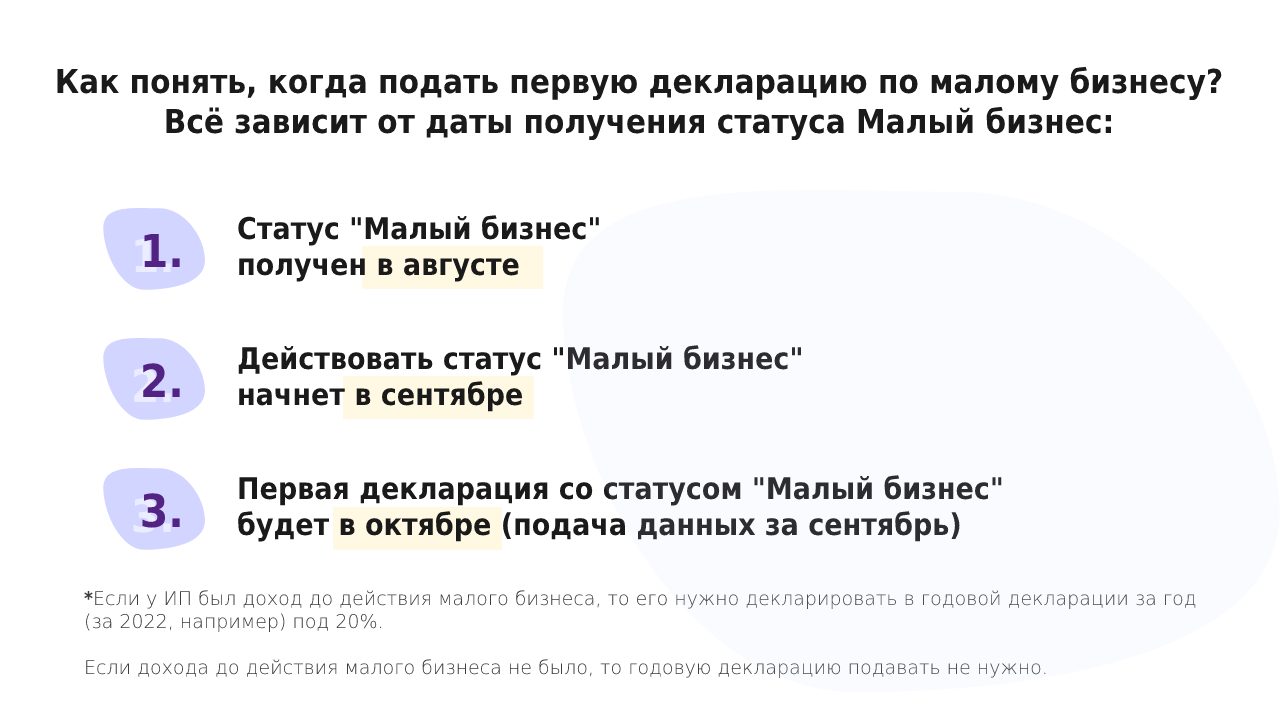 Как понять, когда подать первую декларацию по малому бизнесу?
Всё зависит от даты получения статуса Малый бизнес:
1.
Статус "Малый бизнес"
получен в августе
2.
Действовать статус "Малый бизнес"
начнет в сентябре
3.
Первая декларация со статусом "Малый бизнес"
будет в октябре (подача данных за сентябрь)
*Если у ИП был доход до действия малого бизнеса, то его нужно декларировать в годовой декларации за год
(за 2022, например) под 20%.
Если дохода до действия малого бизнеса не было, то годовую декларацию подавать не нужно.